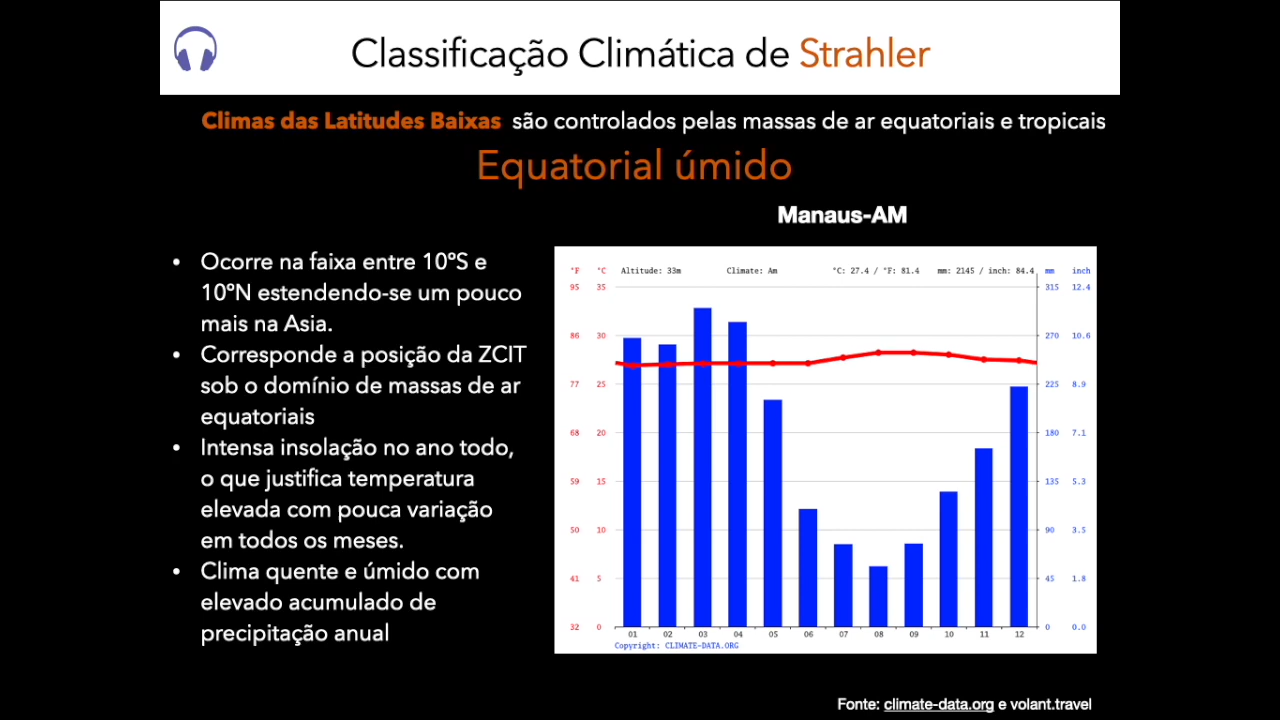 Classificação Climática de Strahler
Climas das Latitudes Baixas são controlados pelas massas de ar equatoriais e tropicais
Equatorial úmido
Manaus-AM
• Ocorre na faixa entre 10ºS e
10ºN estendendo-se um pouco
mais na Asia.
• Corresponde a posição da ZCIT
sob o domínio de massas de ar
equatoriais
• Intensa insolação no ano todo,
o que justifica temperatura
elevada com pouca variação
em todos os meses.
• Clima quente e úmido com
elevado acumulado de
precipitação anual
°F °C Altitude: 33m Climate: Am °C: 27.4 / °F: 81.4 mm: 2145 / inch: 84.4 mm inch
95 35 315 12.4
86 30 270 10.6
77 25 225 8.9
68 20 180 7.1
59 15 135 5.3
50 10 90 3.5
41 5 45 1.8
32 0 0 0.0
01 02 03 04 05 06 07 08 09 10 11 12
Copyright: CLIMATE-DATA.ORG
Fonte: climate-data.org e volant.travel